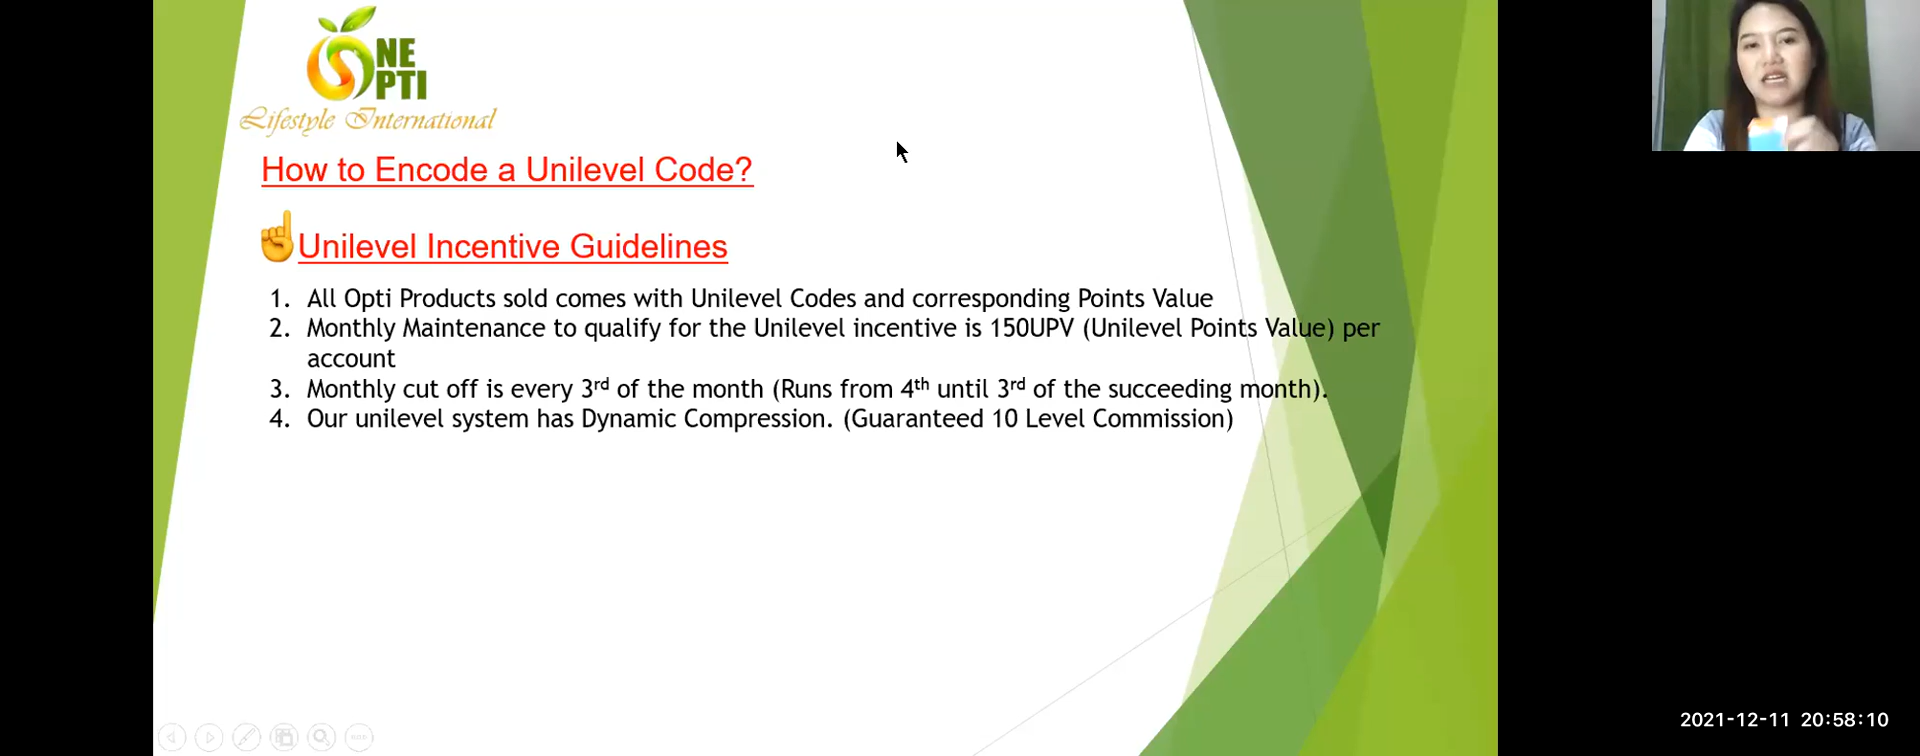 NE
PTI
Lifestyle International
How to Encode a Unilevel Code?
Unilevel Incentive Guidelines
1. All Opti Products sold comes with Unilevel Codes and corresponding Points Value
2. Monthly Maintenance to qualify for the Unilevel incentive is 150UPV (Unilevel Points Value) per
account
3. Monthly cut off is every 3rd of the month (Runs from 4th until 3rd of the succeeding month).
4. Our unilevel system has Dynamic Compression. (Guaranteed 10 Level Commission)
2021-12-11 20:58:10